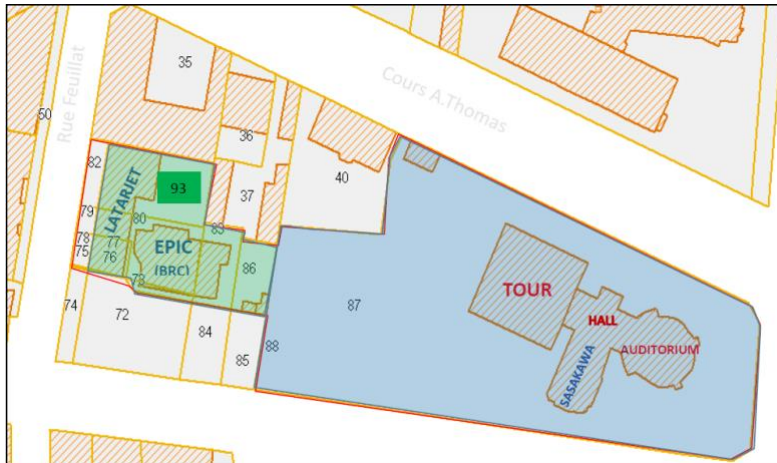 35
Cours A.Thomas
50
Rue Feuillat
36
82
40
93
37
LATARJET
79
80
83
78
77
EPIC
75
76
(BRC)
86
73
87
TOUR
HALL
74
72
84
88
AUDITORIUM
85
SASAKAWA